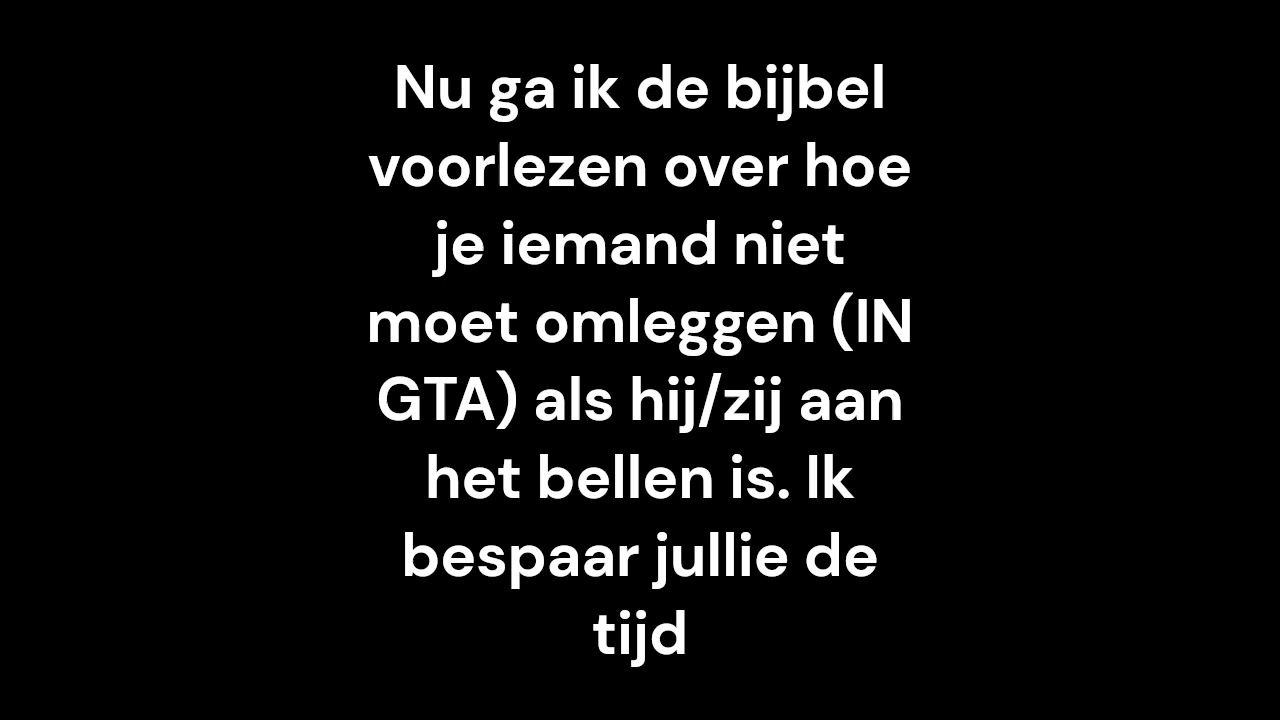 Nu ga ik de bijbel
voorlezen over hoe
je iemand niet
moet omleggen (IN
GTA) als hij/zij aan
het bellen is. Ik
bespaar jullie de
tijd